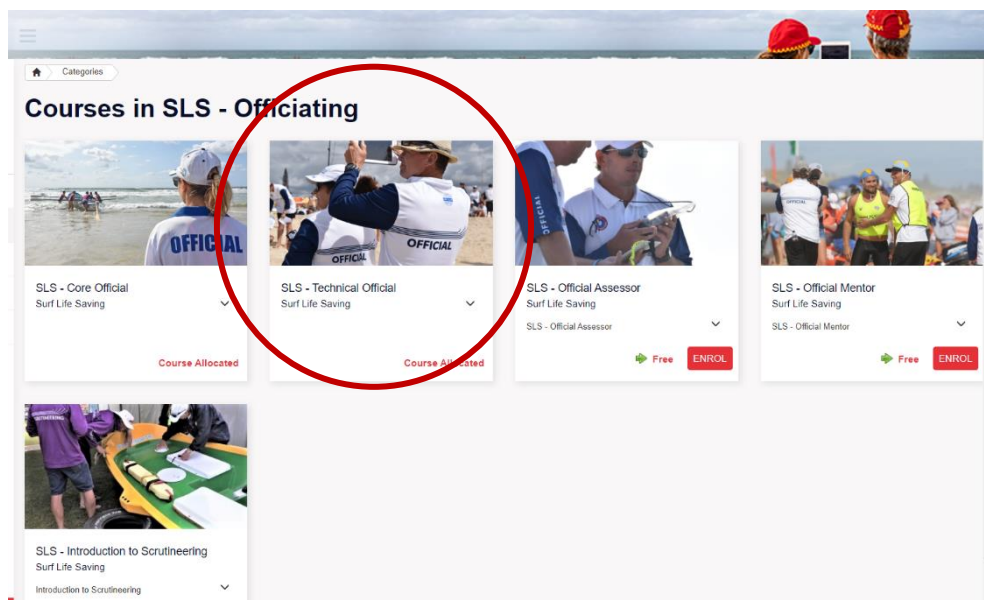 Categories
Courses in SLS - Officiating
OFFICIAL
OFFICIAL
OFFICIAL
OFFICIAL
OFFICIAL
SLS - Core Official
Surf Life Saving
Course Allocated
SLS - Technical Official
Surf Life Saving
Course Allocated
SLS - Official Assessor
Surf Life Saving
SLS - Official Assessor
Free
ENROL
SLS - Official Mentor
Surf Life Saving
SLS - Official Mentor
Free
ENROL
SLS - Introduction to Scrutineering
Surf Life Saving
Introduction to Scrutineering